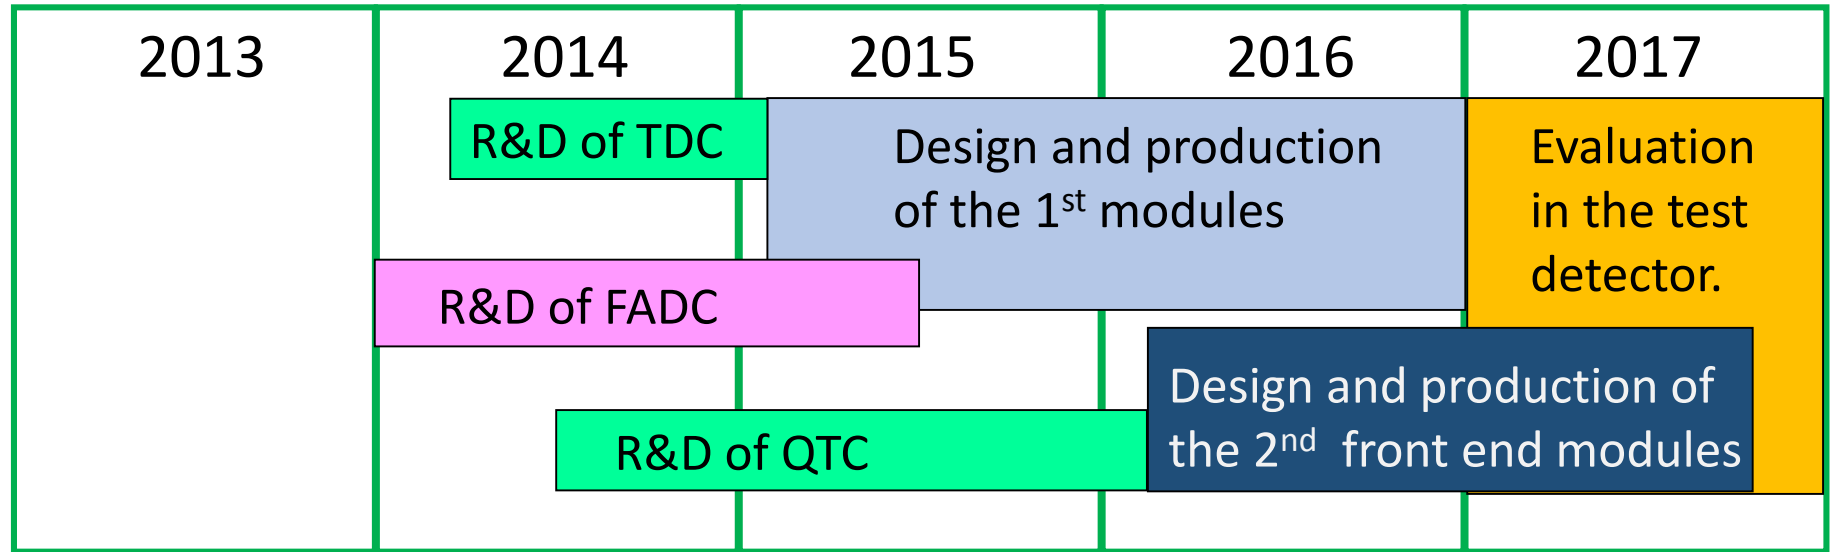 2013 2014 2015 2016 2017
R&D of TDC
Design and production
of the 1st modules
Evaluation
in the test
detector.
R&D of FADC
Design and production of
the 2nd front end modules
R&D of QTC